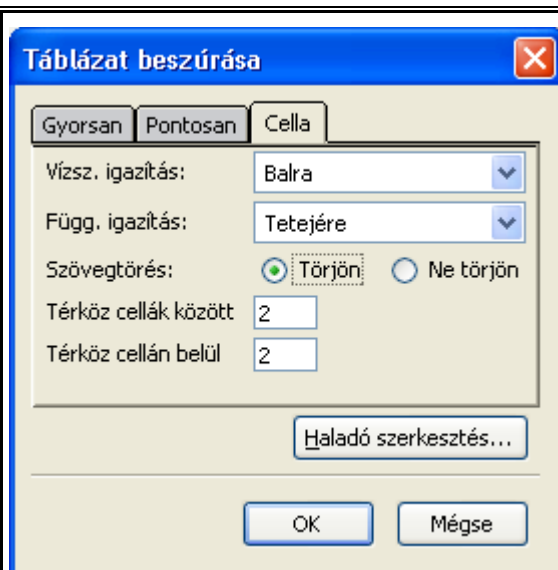 Táblázat beszúrása
Gyorsan Pontosan Cella
Vízsz. igazítás: Balra
Függ. igazítás: Tetejére
Szövegtörés: Törjön Ne törjön
Térköz cellák között 2
Térköz cellán belül 2
Haladó szerkesztés...
OK Mégse